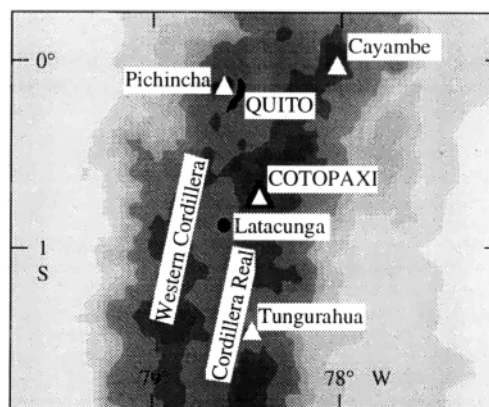 Cayambe
0°
Pichincha
QUITO
COTOPAXI
Western Cordillera
Latacunga
1
S
Cordillera Real
Tungurahua
79° 78° W